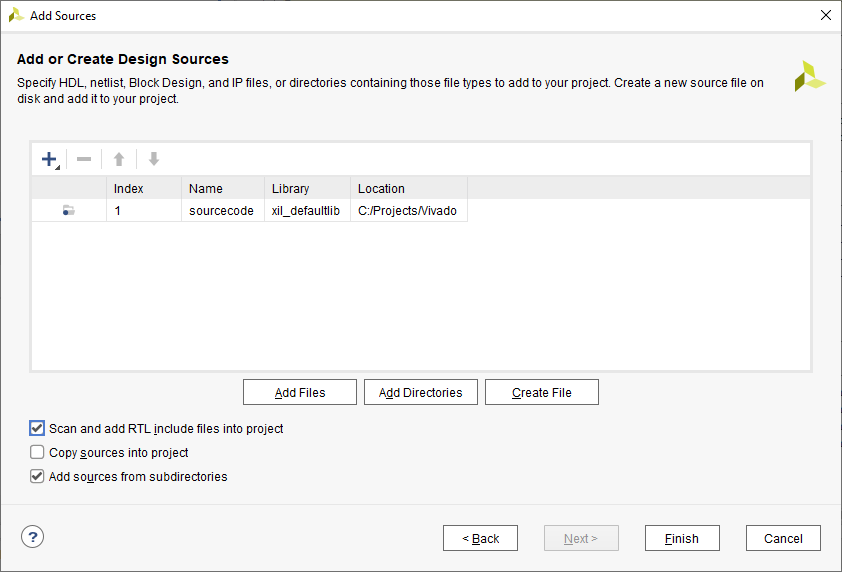 Add Sources
Add or Create Design Sources
Specify HDL, netlist, Block Design, and IP files, or directories containing those file types to add to your project. Create a new source file on
disk and add it to your project.
Index Name Library Location
1 sourcecode xil_defaultlib C:/Projects/Vivado
Add Files Add Directories Create File
Scan and add RTL include files into project
Copy sources into project
Add sources from subdirectories
? < Back Next > Finish Cancel